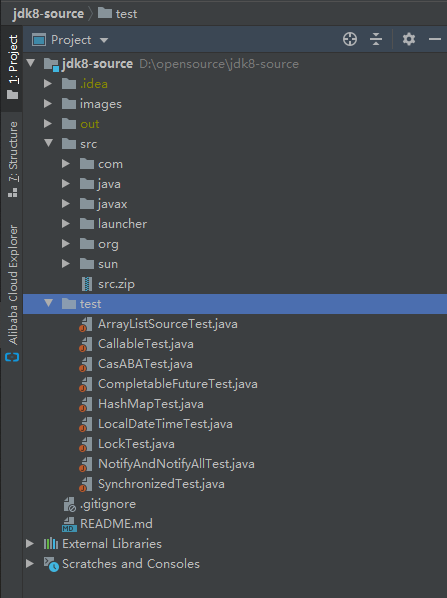 jdk8-source test
Project
jdk8-source D:\opensource\jdk8-source
.idea
images
out
src
com
java
javax
launcher
org
sun
src.zip
test
ArrayListSourceTest.java
CallableTest.java
CasABATest.java
CompletableFutureTest.java
HashMapTest.java
LocalDateTimeTest.java
LockTest.java
NotifyAndNotifyAllTest.java
SynchronizedTest.java
.gitignore
README.md
External Libraries
Scratches and Consoles
1: Project
7: Structure
Alibaba Cloud Explorer